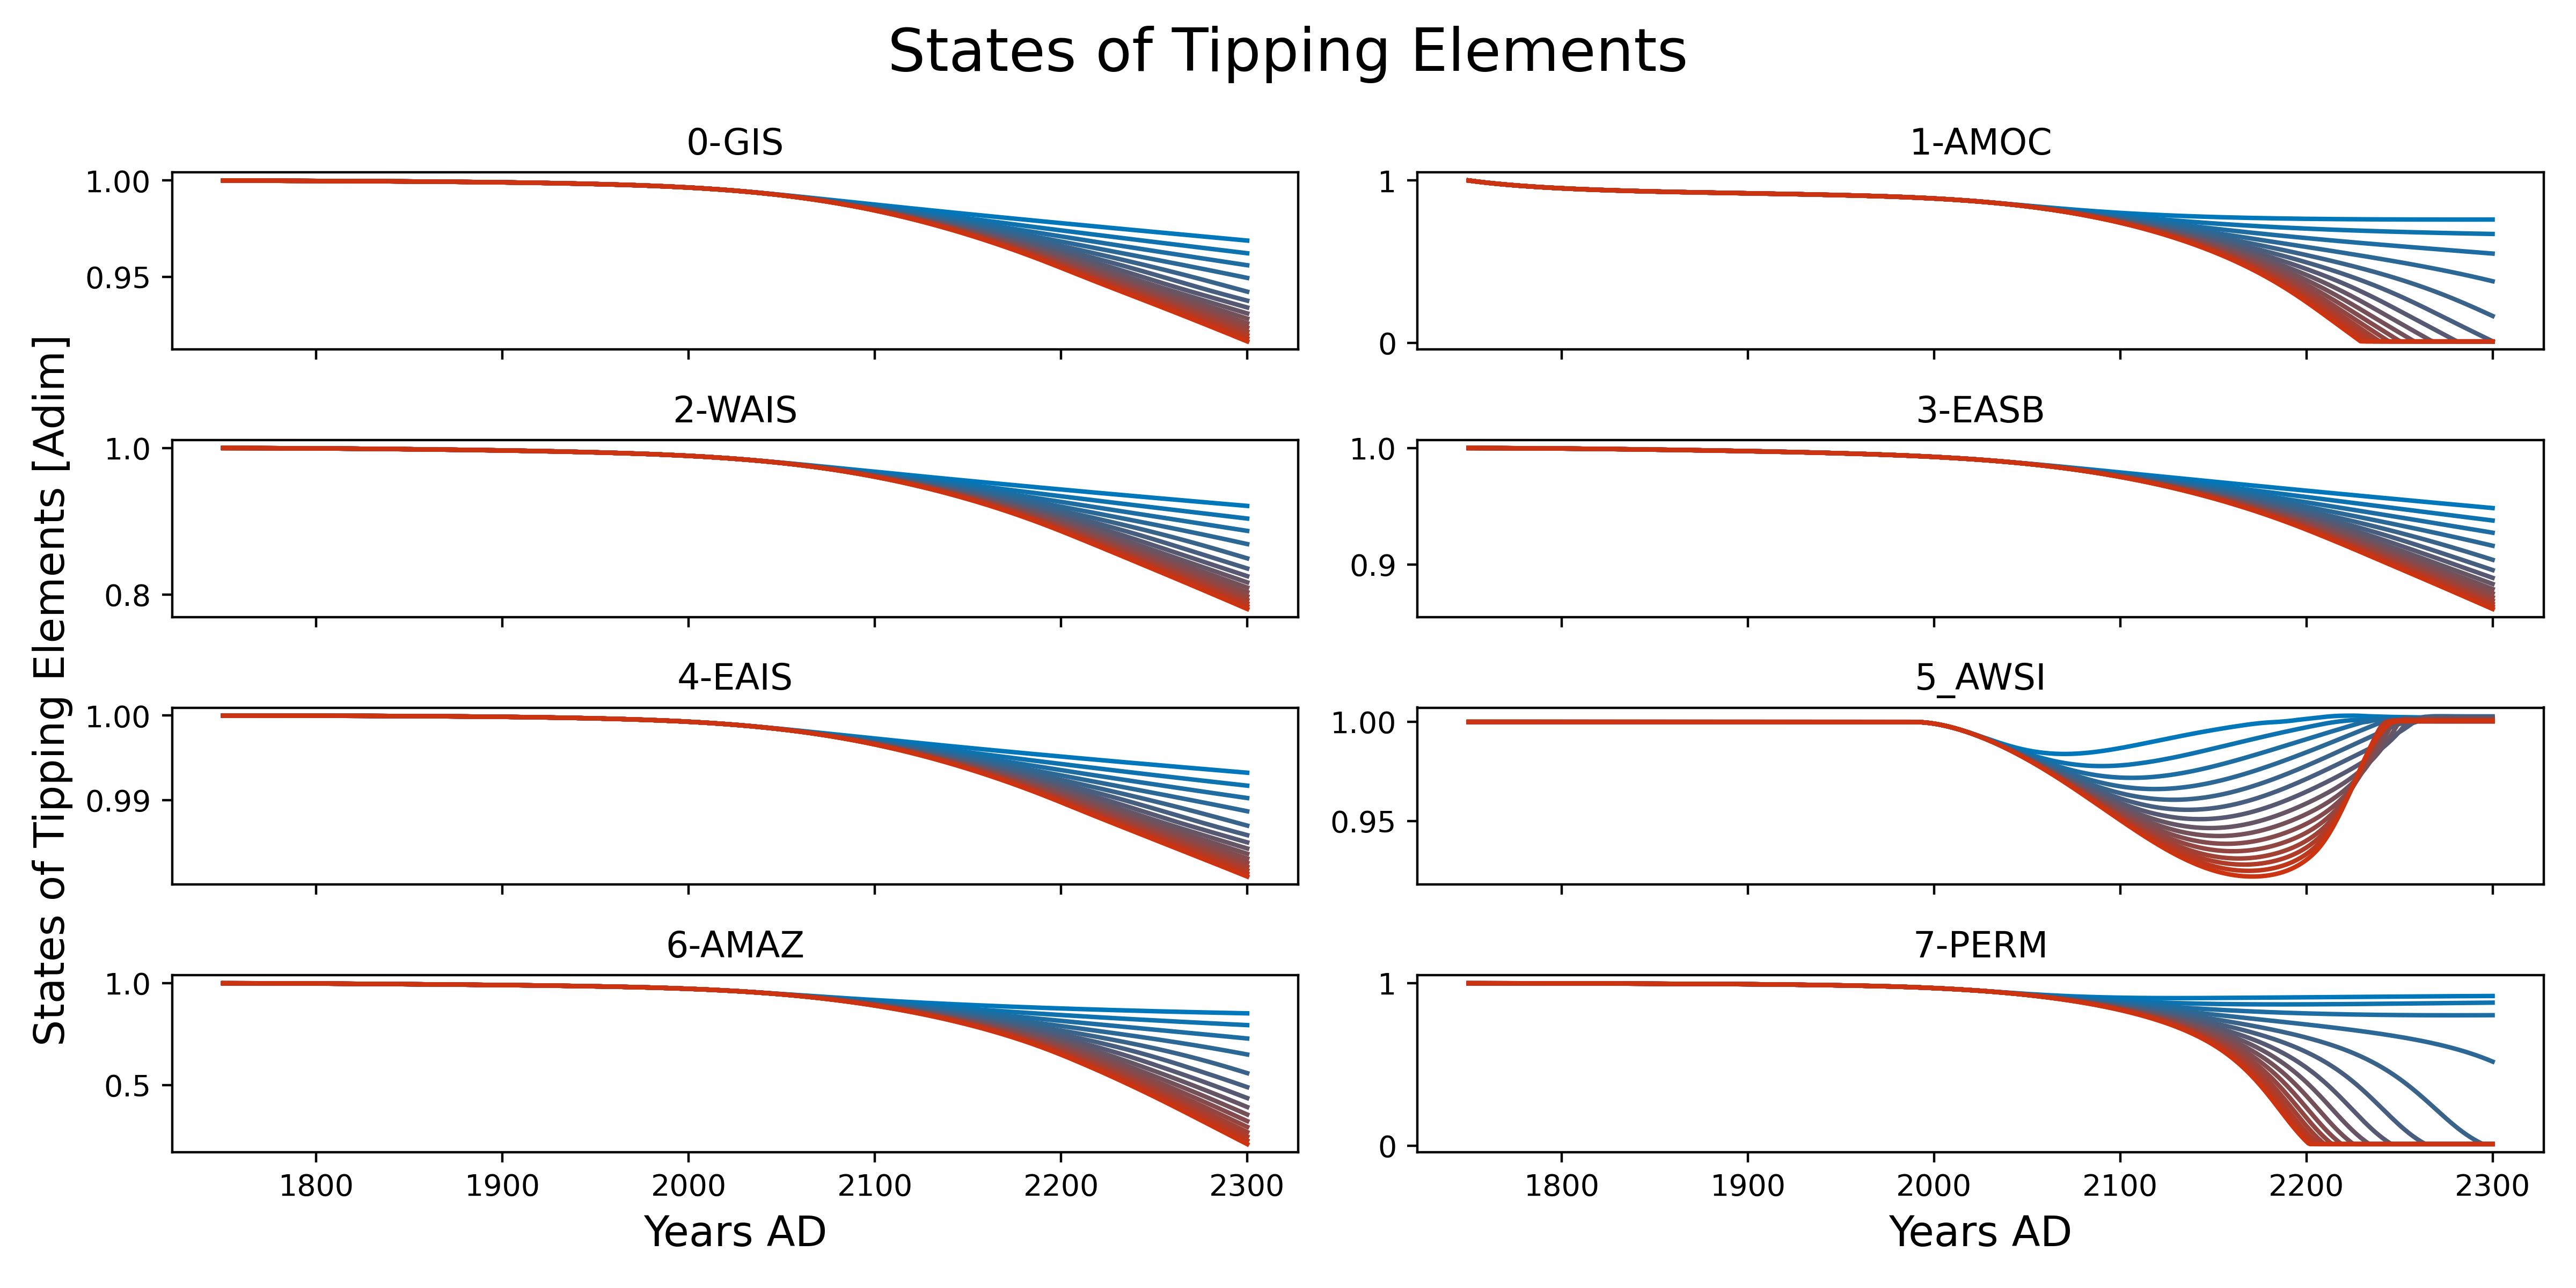 States of Tipping Elements
0-GIS
1.00
0.95
1-AMOC
1
0
2-WAIS
1.0
0.8
3-EASB
1.0
0.9
4-EAIS
1.00
0.99
5_AWSI
1.00
0.95
6-AMAZ
1.0
0.5
1800 1900 2000 2100 2200 2300
Years AD
7-PERM
1
0
1800 1900 2000 2100 2200 2300
Years AD
States of Tipping Elements [Adim]